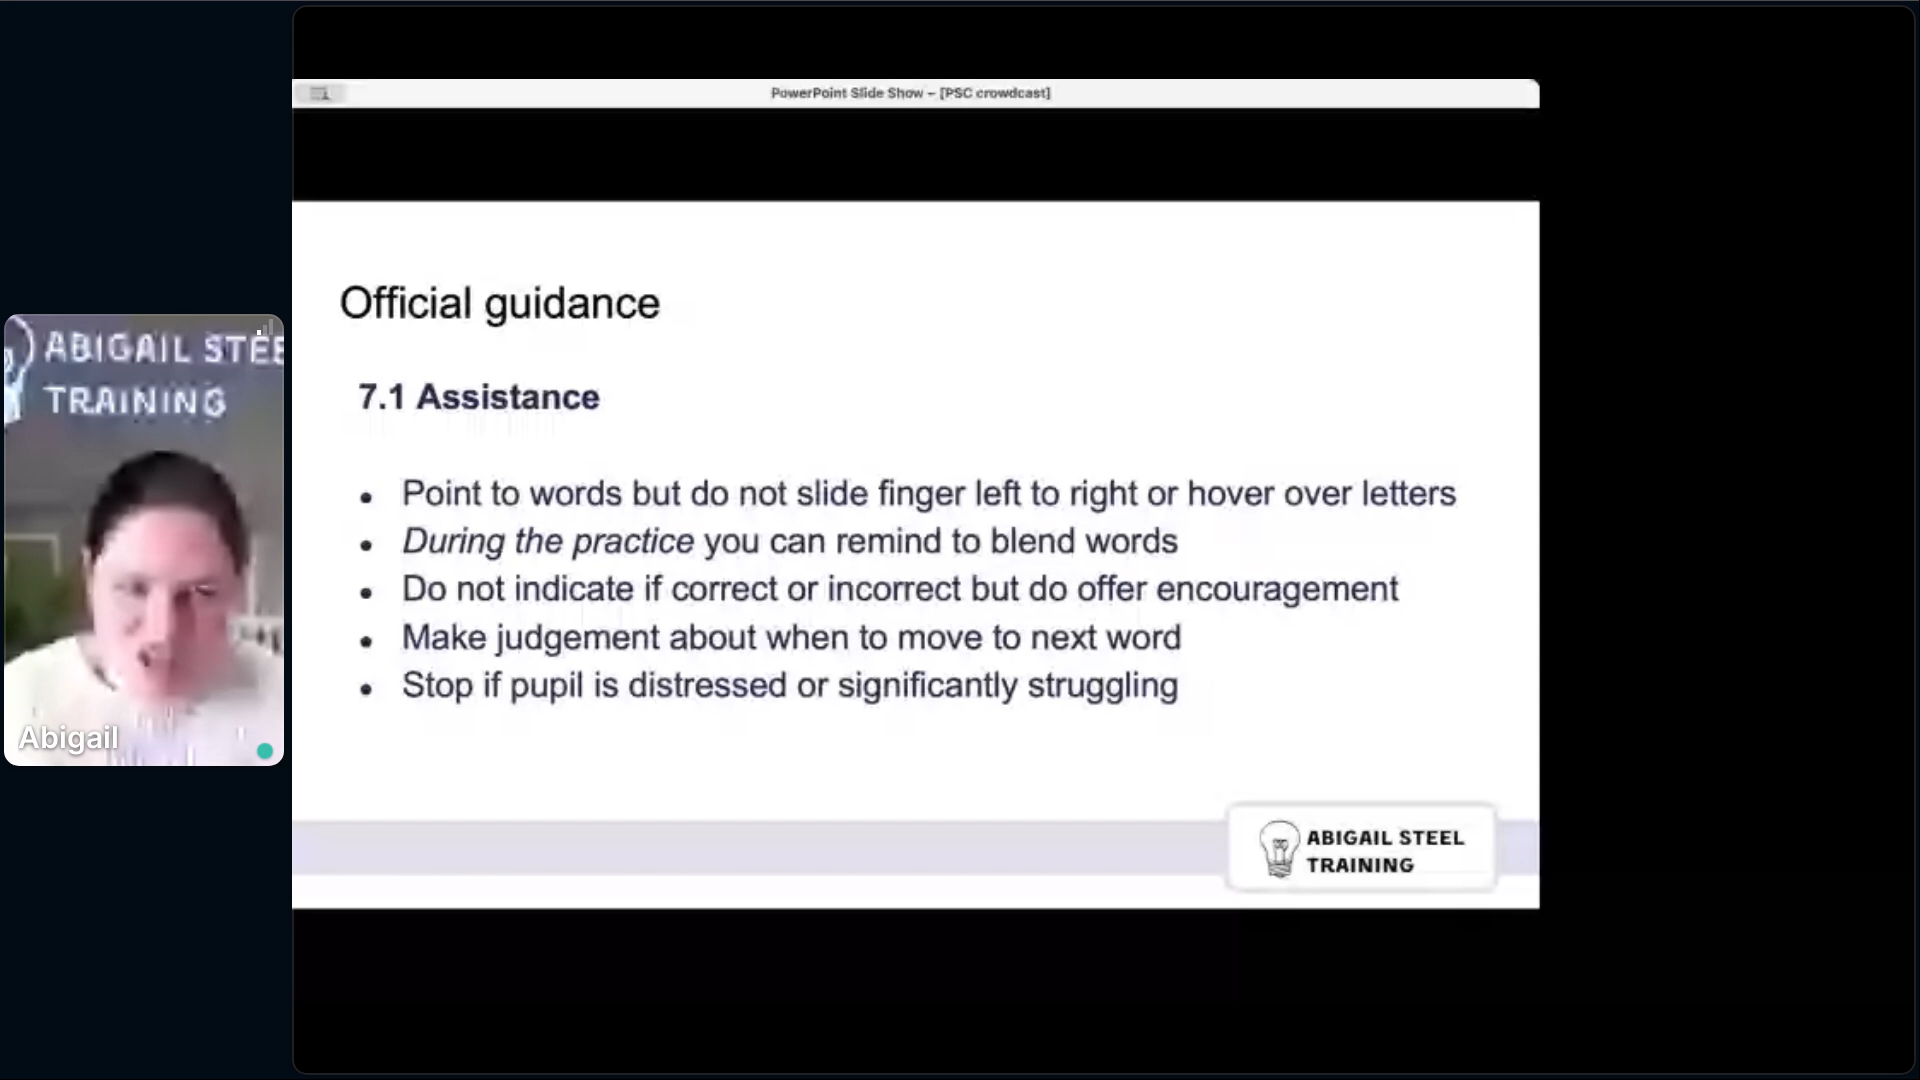 PowerPoint Slide Show – [PSC crowdcast]
Official guidance
7.1 Assistance
• Point to words but do not slide finger left to right or hover over letters
• During the practice you can remind to blend words
• Do not indicate if correct or incorrect but do offer encouragement
• Make judgement about when to move to next word
• Stop if pupil is distressed or significantly struggling
ABIGAIL STEEL
TRAINING
ABIGAIL STEE
TRAINING
Abigail